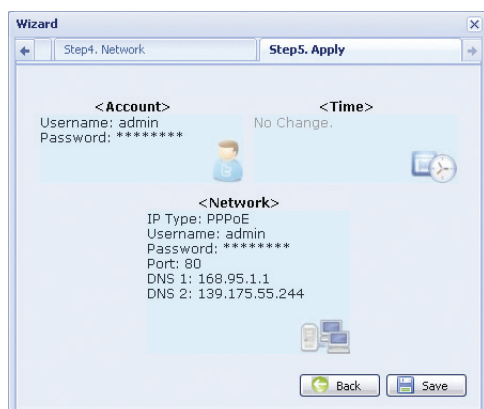 Wizard
Step4. Network
Step5. Apply
<Account>
Username: admin
Password: ********
<Time>
No Change.
<Network>
IP Type: PPPoE
Username: admin
Password: ********
Port: 80
DNS 1: 168.95.1.1
DNS 2: 139.175.55.244
Back
Save